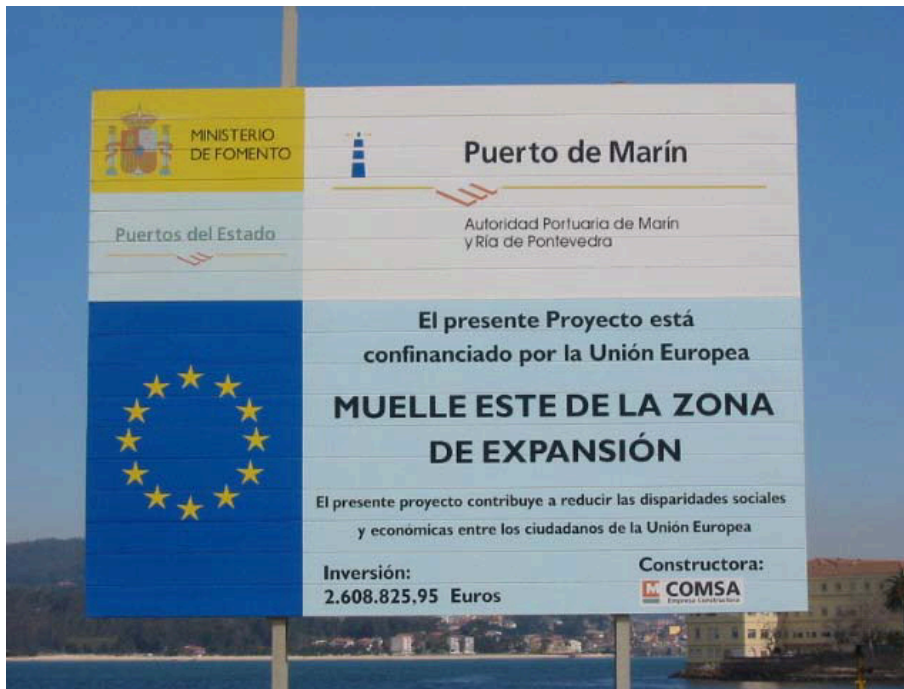 MINISTERIO
DE FOMENTO
Puertos del Estado
Puerto de Marín
Autoridad Portuaria de Marín
y Ría de Pontevedra
El presente Proyecto está
confinanciado por la Unión Europea
MUELLE ESTE DE LA ZONA
DE EXPANSIÓN
El presente proyecto contribuye a reducir las disparidades sociales
y económicas entre los ciudadanos de la Unión Europea
Inversión:
2.608.825,95 Euros
Constructora:
COMSA
Empresa Constructora